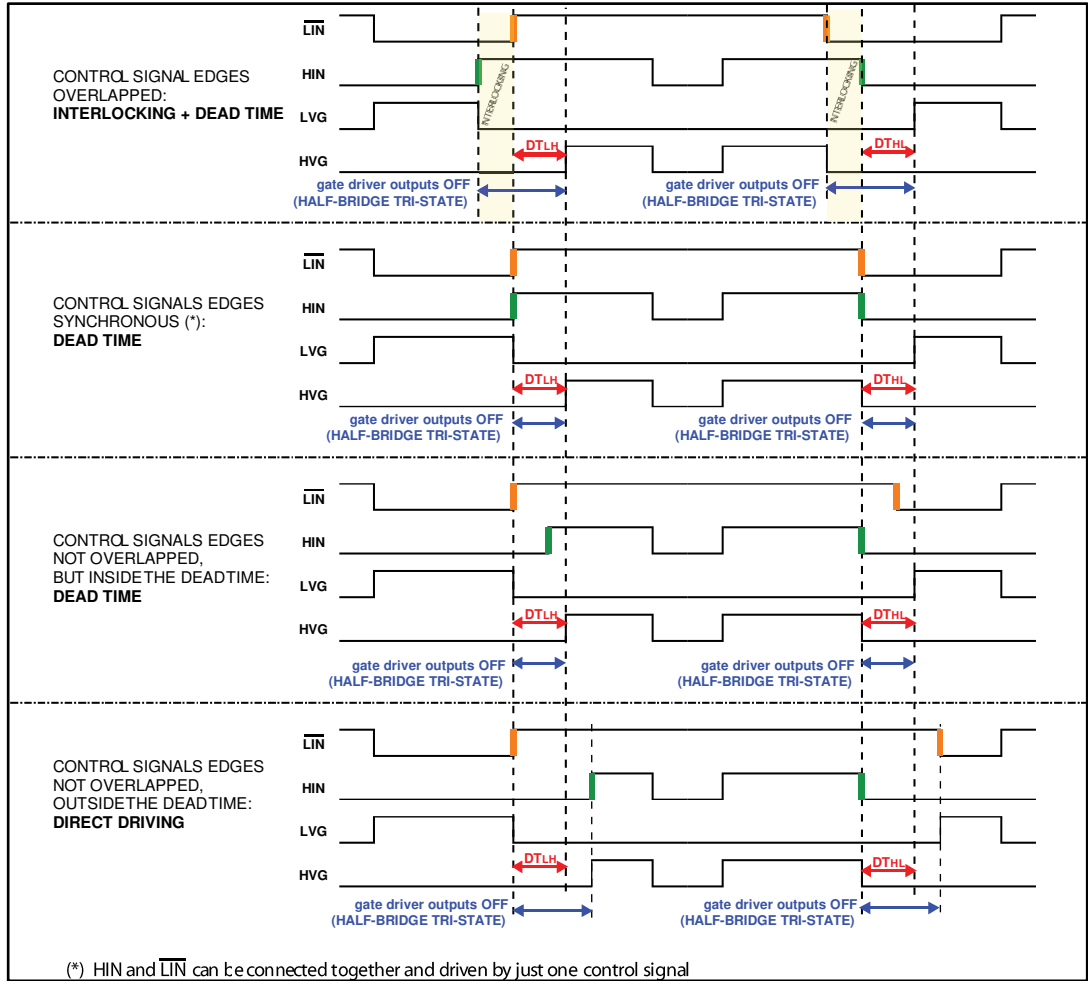 LIN
CONTROL SIGNAL EDGES
OVERLAPPED:
INTERLOCKING + DEAD TIME
HIN
LVG
HVG
INTERLOCKING
INTERLOCKING
DTLH
DTHL
gate driver outputs OFF
(HALF-BRIDGE TRI-STATE)
gate driver outputs OFF
(HALF-BRIDGE TRI-STATE)
LIN
CONTROL SIGNALS EDGES
SYNCHRONOUS (*):
DEAD TIME
HIN
LVG
HVG
DTLH
DTHL
gate driver outputs OFF
(HALF-BRIDGE TRI-STATE)
gate driver outputs OFF
(HALF-BRIDGE TRI-STATE)
LIN
CONTROL SIGNALS EDGES
NOT OVERLAPPED,
BUT INSIDE THE DEAD TIME:
DEAD TIME
HIN
LVG
HVG
DTLH
DTHL
gate driver outputs OFF
(HALF-BRIDGE TRI-STATE)
gate driver outputs OFF
(HALF-BRIDGE TRI-STATE)
LIN
CONTROL SIGNALS EDGES
NOT OVERLAPPED,
OUTSIDE THE DEAD TIME:
DIRECT DRIVING
HIN
LVG
HVG
DTLH
DTHL
gate driver outputs OFF
(HALF-BRIDGE TRI-STATE)
gate driver outputs OFF
(HALF-BRIDGE TRI-STATE)
(*) HIN and LIN can be connected together and driven by just one control signal